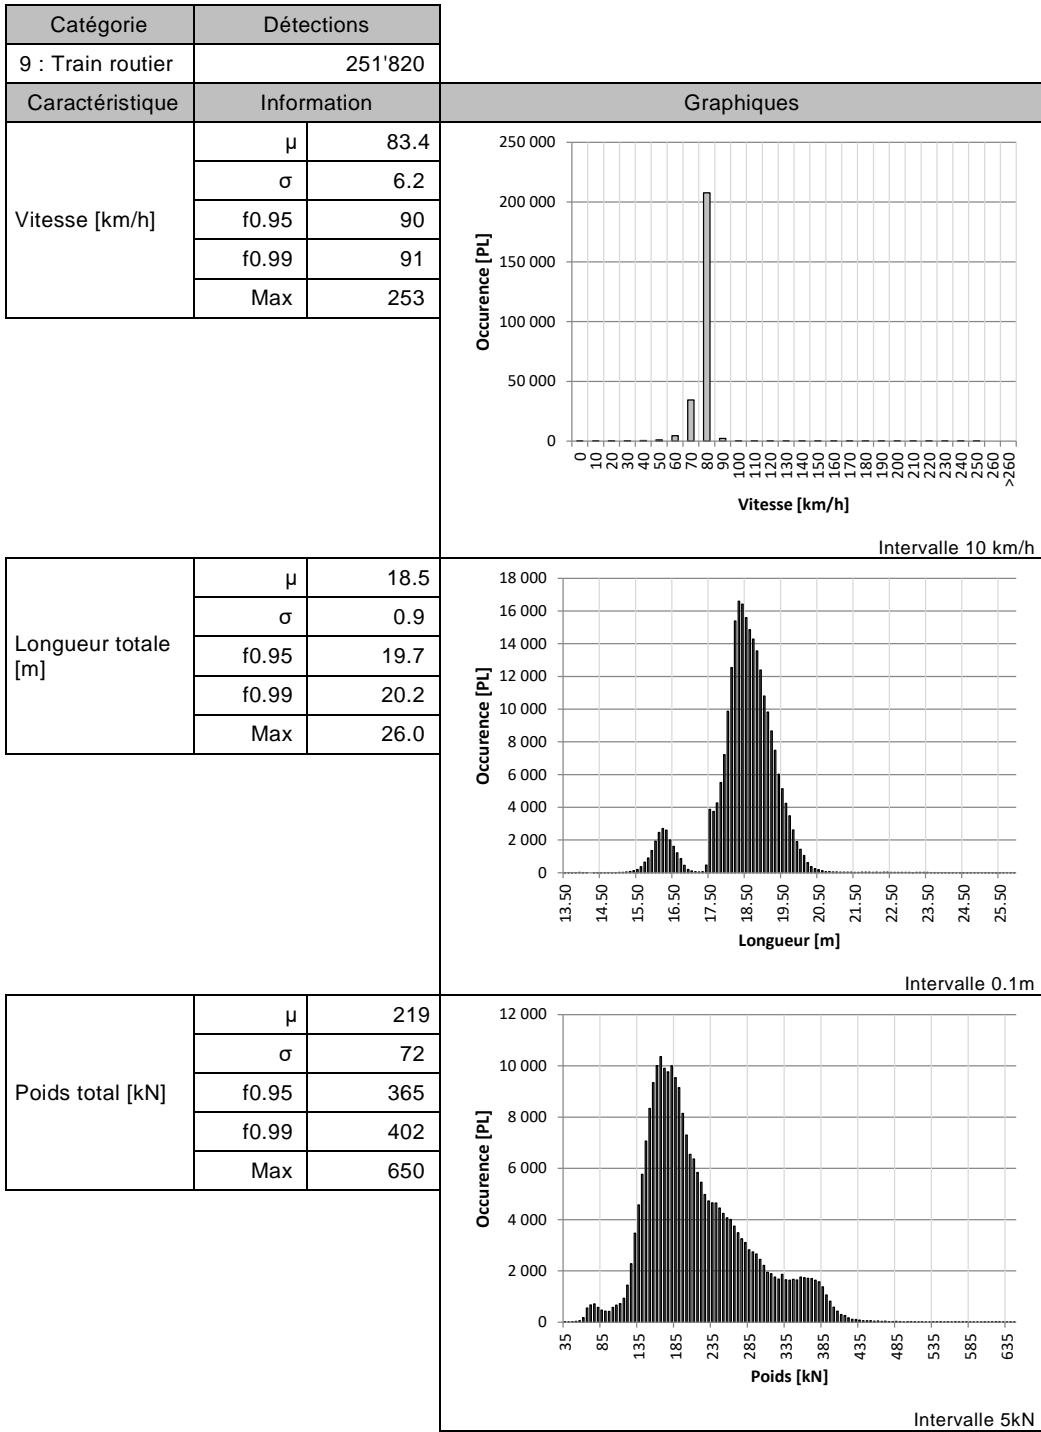 Catégorie Détections
9 : Train routier 251'820
Caractéristique Information Graphiques
Vitesse [km/h]
µ 83.4
σ 6.2
f0.95 90
f0.99 91
Max 253
250 000
200 000
150 000
100 000
50 000
0
Occurence [PL]
0 10 20 30 40 50 60 70 80 90 100 110 120 130 140 150 160 170 180 190 200 210 220 230 240 250 260 >260
Vitesse [km/h]
Intervalle 10 km/h
Longueur totale
[m]
µ 18.5
σ 0.9
f0.95 19.7
f0.99 20.2
Max 26.0
18 000
16 000
14 000
12 000
10 000
8 000
6 000
4 000
2 000
0
Occurence [PL]
13.50 14.50 15.50 16.50 17.50 18.50 19.50 20.50 21.50 22.50 23.50 24.50 25.50
Longueur [m]
Intervalle 0.1m
Poids total [kN]
µ 219
σ 72
f0.95 365
f0.99 402
Max 650
12 000
10 000
8 000
6 000
4 000
2 000
0
Occurence [PL]
35 85 135 185 235 285 335 385 435 485 535 585 635
Poids [kN]
Intervalle 5kN